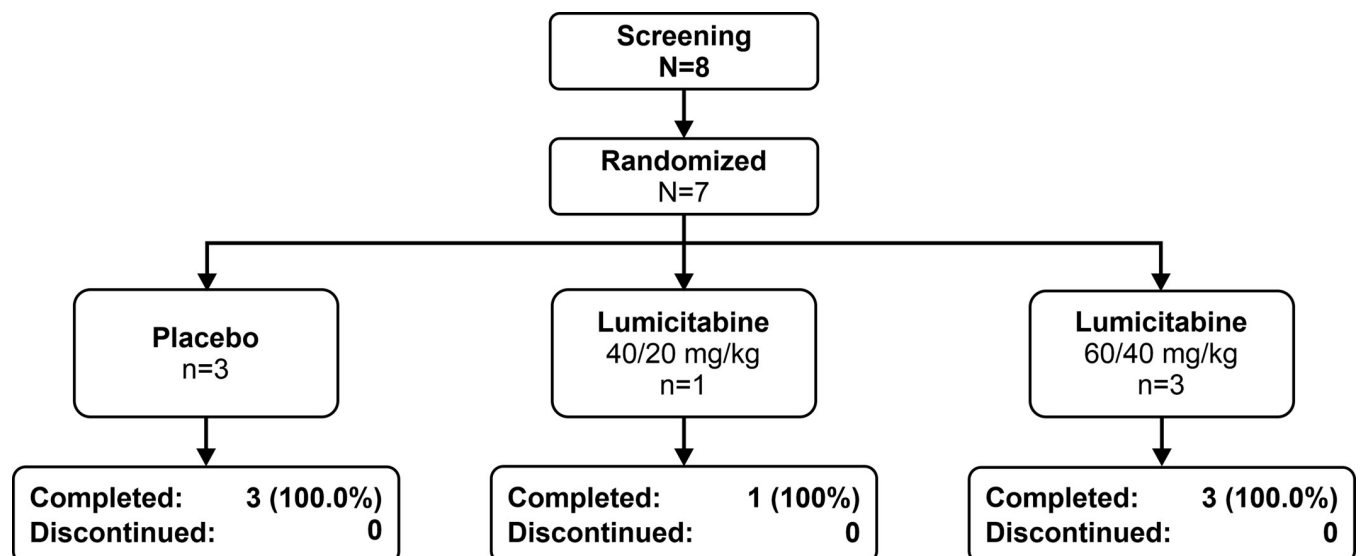 Screening
N=8
Randomized
N=7
Placebo
n=3
Lumicitabine
40/20 mg/kg
n=1
Lumicitabine
60/40 mg/kg
n=3
Completed: 3 (100.0%)
Discontinued: 0
Completed: 1 (100%)
Discontinued: 0
Completed: 3 (100.0%)
Discontinued: 0